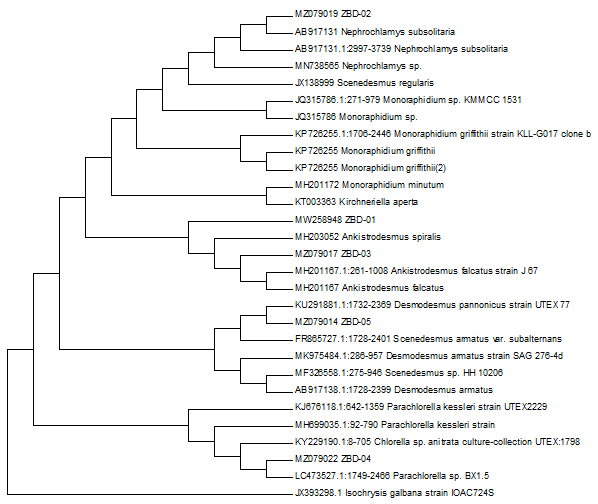 MZ079019 ZBD-02
AB917131 Nephrochlamys subsolitaria
AB917131.1:2997-3739 Nephrochlamys subsolitaria
MN738565 Nephrochlamys sp.
JX138999 Scenedesmus regularis
JQ315786.1:271-979 Monoraphidium sp. KMMCC 1531
JQ315786 Monoraphidium sp.
KP726255.1:1706-2446 Monoraphidium griffithii strain KLL-G017 clone b
KP726255 Monoraphidium griffithii
KP726255 Monoraphidium griffithii(2)
MH201172 Monoraphidium minutum
KT003363 Kirchneriella aperta
MW258948 ZBD-01
MH203052 Ankistrodesmus spiralis
MZ079017 ZBD-03
MH201167.1:261-1008 Ankistrodesmus falcatus strain J 67
MH201167 Ankistrodesmus falcatus
KU291881.1:1732-2369 Desmodesmus pannonicus strain UTEX 77
MZ079014 ZBD-05
FR865727.1:1728-2401 Scenedesmus armatus var. subalternans
MK975484.1:286-957 Desmodesmus armatus strain SAG 276-4d
MF326558.1:275-946 Scenedesmus sp. HH 10206
AB917138.1:1728-2399 Desmodesmus armatus
KJ676118.1:642-1359 Parachlorella kessleri strain UTEX2229
MH699035.1:92-790 Parachlorella kessleri strain
KY229190.1:8-705 Chlorella sp. anitrata culture-collection UTEX:1798
MZ079022 ZBD-04
LC473527.1:1749-2466 Parachlorella sp. BX1.5
JX393298.1 Isochrysis galbana strain IOAC724S